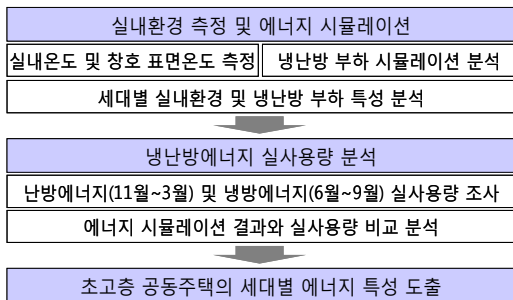 실내환경 측정 및 에너지 시뮬레이션
실내온도 및 창호 표면온도 측정 냉난방 부하 시뮬레이션 분석
세대별 실내환경 및 냉난방 부하 특성 분석
냉난방에너지 실사용량 분석
난방에너지(11월~3월) 및 냉방에너지(6월~9월) 실사용량 조사
에너지 시뮬레이션 결과와 실사용량 비교 분석
초고층 공동주택의 세대별 에너지 특성 도출